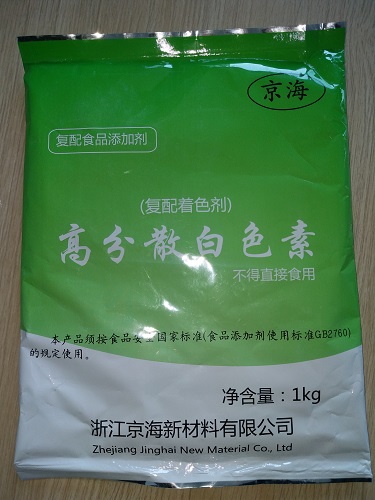 京海
复配食品添加剂
(复配着色剂)
高分散白色素
不得直接食用
本产品须按食品安全国家标准(食品添加剂使用标准GB2760)
的规定使用。
净含量：1kg
浙江京海新材料有限公司
Zhejiang Jinghai New Material Co., Ltd